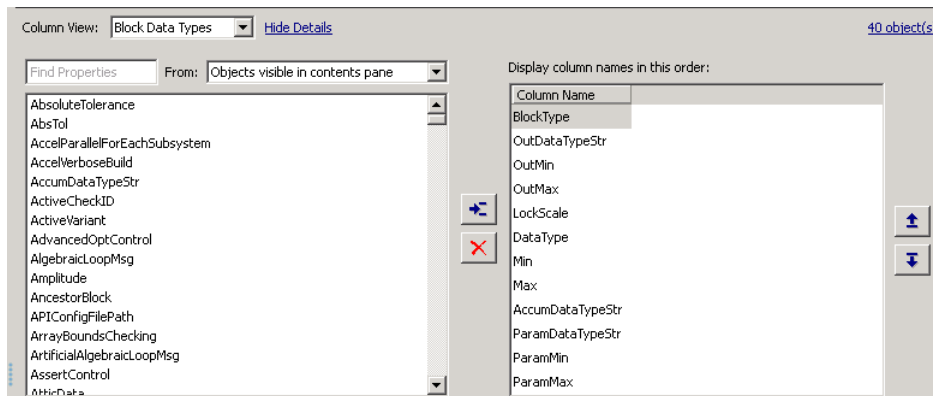 Column View: Block Data Types Hide Details 40 object(s
Find Properties From: Objects visible in contents pane
Display column names in this order:
AbsoluteTolerance
AbsTol
AccelParallelForEachSubsystem
AccelVerboseBuild
AccumDataTypeStr
ActiveCheckID
ActiveVariant
AdvancedOptControl
AlgebraicLoopMsg
Amplitude
AncestorBlock
APIConfigFilePath
ArrayBoundsChecking
ArtificialAlgebraicLoopMsg
AssertControl
AtticData
Column Name
BlockType
OutDataTypeStr
OutMin
OutMax
LockScale
DataType
Min
Max
AccumDataTypeStr
ParamDataTypeStr
ParamMin
ParamMax